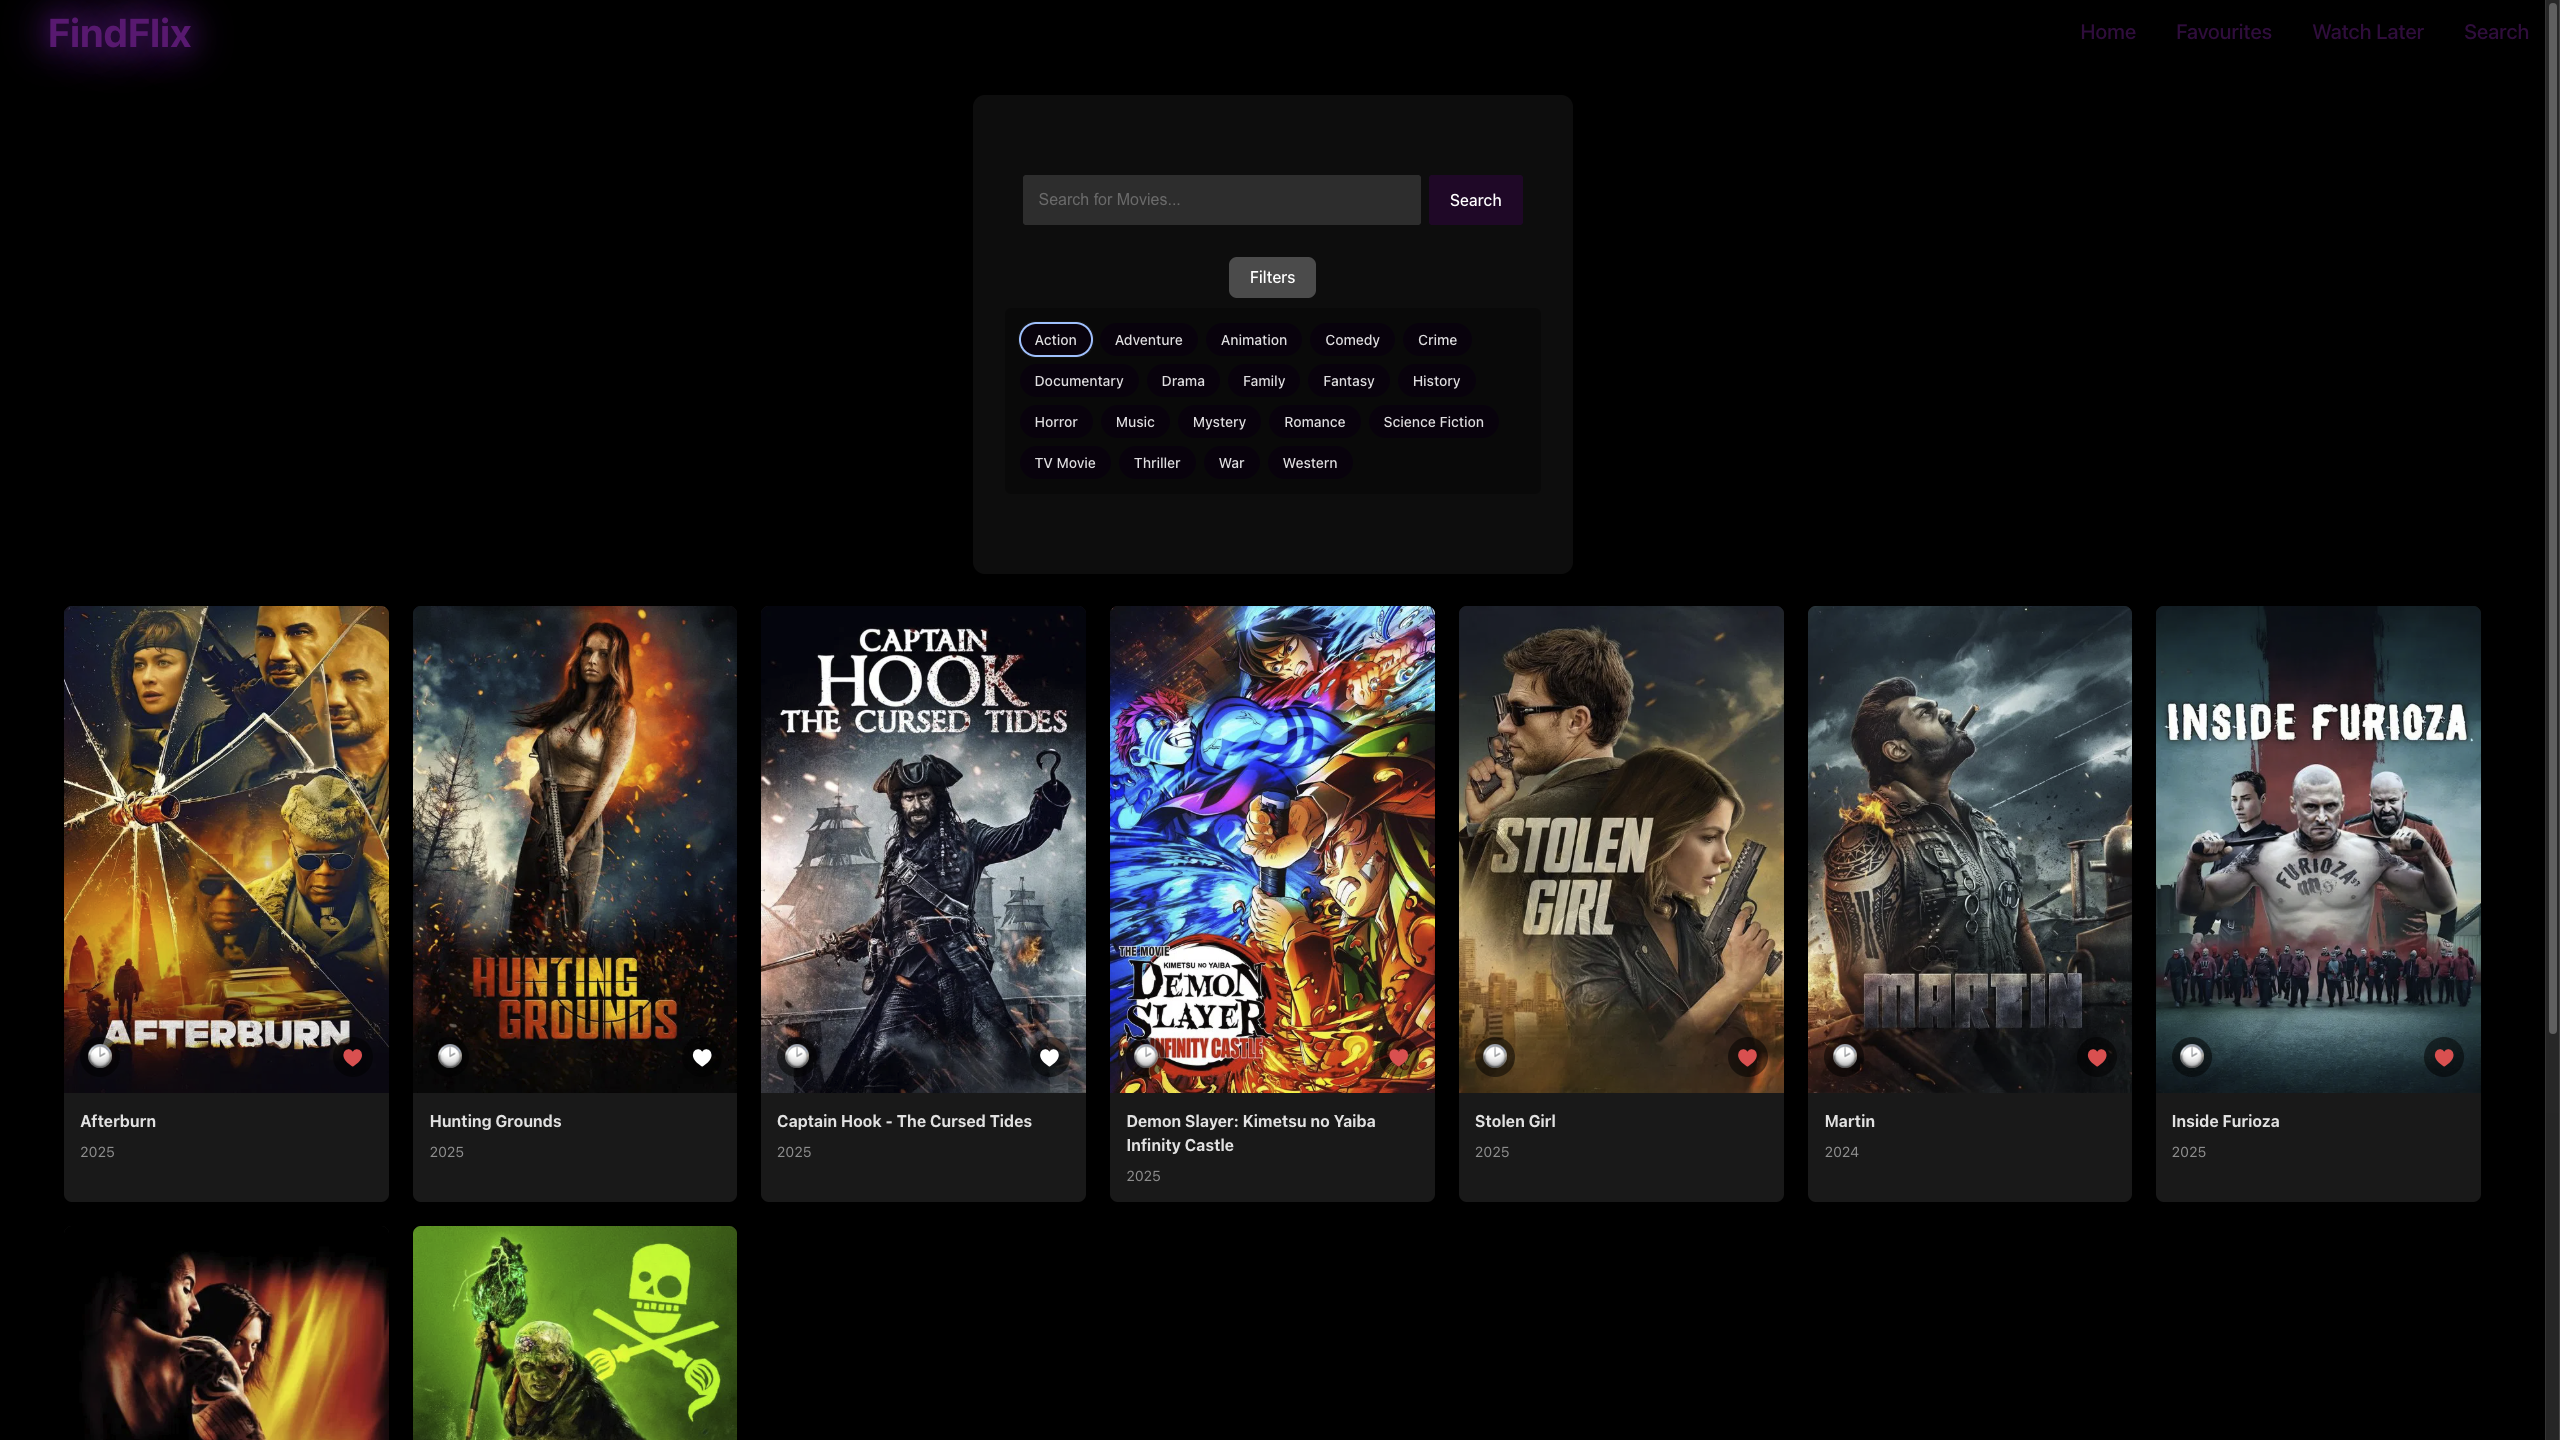 FindFlix
Home Favourites Watch Later Search
Search for Movies... Search
Filters
Action Adventure Animation Comedy Crime
Documentary Drama Family Fantasy History
Horror Music Mystery Romance Science Fiction
TV Movie Thriller War Western
AFTERBURN
HUNTING
GROUNDS
CAPTAIN
HOOK
THE CURSED TIDES
THE MOVIE
KIMETSU NO YAIBA
DEMON
SLAYER
INFINITY CASTLE
STOLEN
GIRL
MARTIN
INSIDE FURIOZA
FURIOZA
Afterburn
2025
Hunting Grounds
2025
Captain Hook - The Cursed Tides
2025
Demon Slayer: Kimetsu no Yaiba
Infinity Castle
2025
Stolen Girl
2025
Martin
2024
Inside Furioza
2025